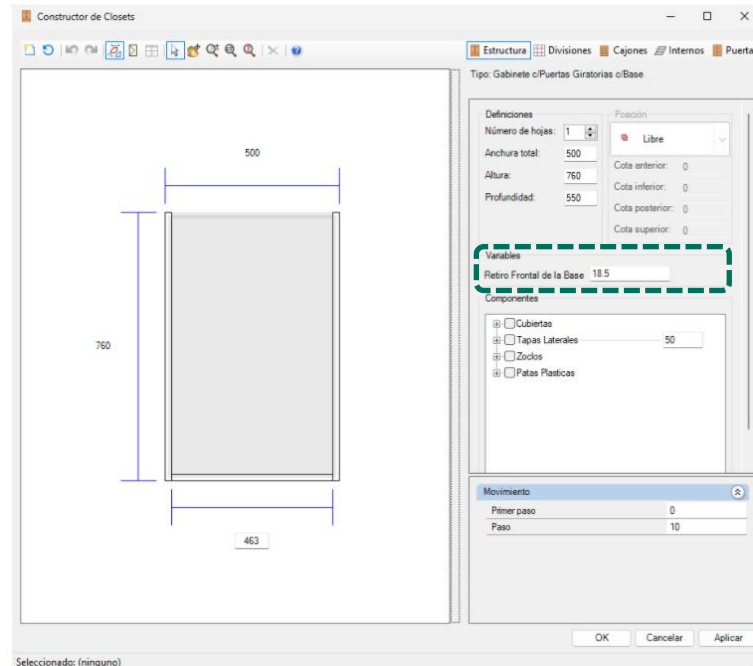 Constructor de Closets
Estructura Divisiones Cajones Internos Puerta
Tipo: Gabinete c/Puertas Giratorias c/Base
Definiciones
Número de hojas: 1
Anchura total: 500
Altura: 760
Profundidad: 550
Posición
Libre
Cota anterior: 0
Cota inferior: 0
Cota posterior: 0
Cota superior: 0
Variables
Retiro Frontal de la Base 18.5
Componentes
Cubiertas
Tapas Laterales 50
Zoclos
Patas Plasticas
500
760
463
Movimiento
Primer paso 0
Paso 10
OK Cancelar Aplicar
Seleccionado: (ninguno)